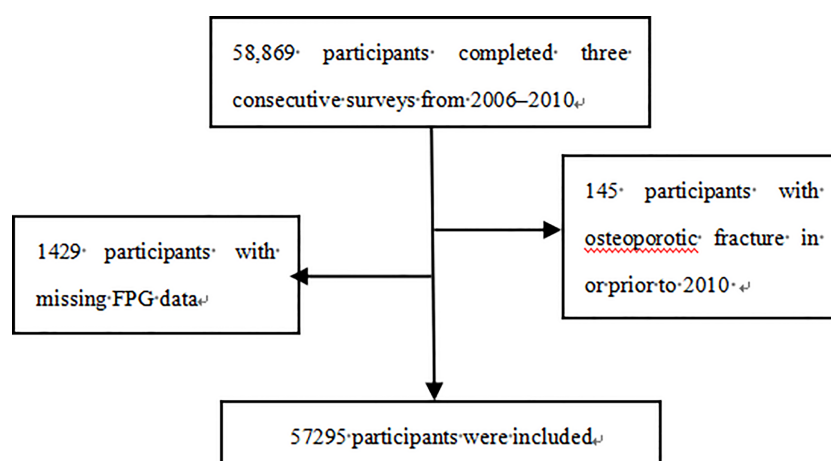 58,869 participants completed three
consecutive surveys from 2006–2010
145 participants with
osteoporotic fracture in
or prior to 2010
1429 participants with
missing FPG data
57295 participants were included